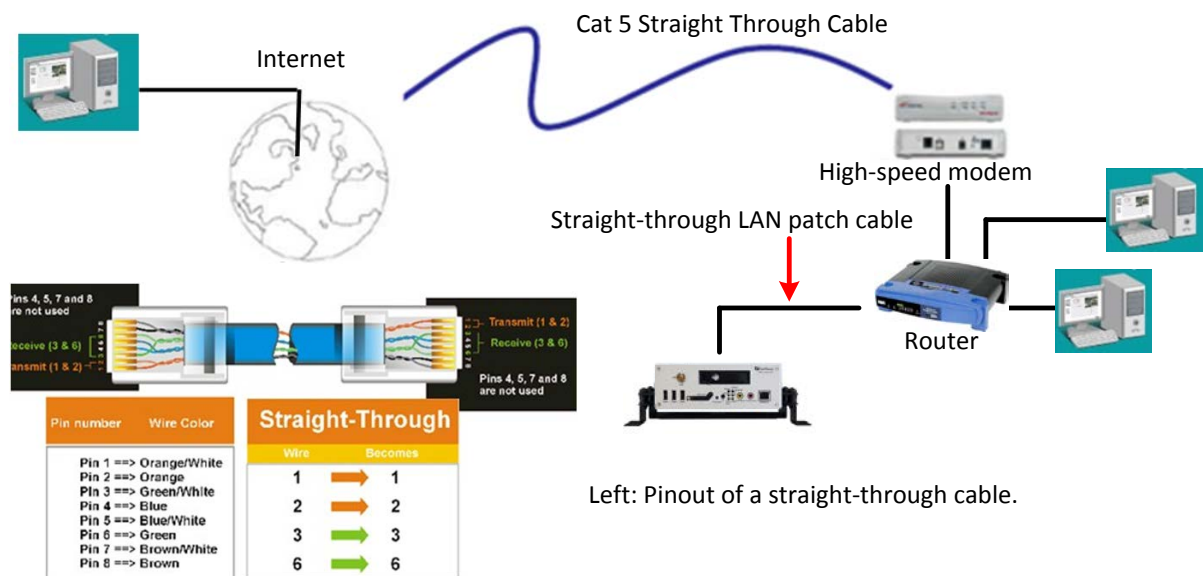 Cat 5 Straight Through Cable
Internet
High-speed modem
Straight-through LAN patch cable
Router
Pins 4, 5, 7 and 8
are not used
Receive (3 & 6)
Transmit (1 & 2)
Transmit (1 & 2)
Receive (3 & 6)
Pins 4, 5, 7 and 8
are not used
Pin number Wire Color
Pin 1 ==> Orange/White
Pin 2 ==> Orange
Pin 3 ==> Green/White
Pin 4 ==> Blue
Pin 5 ==> Blue/White
Pin 6 ==> Green
Pin 7 ==> Brown/White
Pin 8 ==> Brown
Straight-Through
Wire Becomes
1 1
2 2
3 3
6 6
Left: Pinout of a straight-through cable.